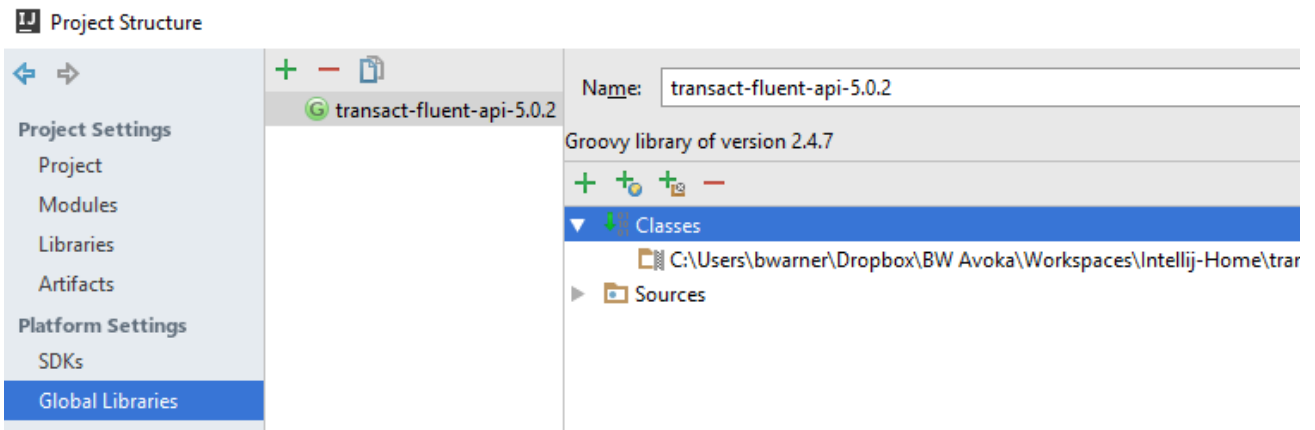 IJ Project Structure
Project Settings
Project
Modules
Libraries
Artifacts
Platform Settings
SDKs
Global Libraries
G transact-fluent-api-5.0.2
Name: transact-fluent-api-5.0.2
Groovy library of version 2.4.7
Classes
C:\Users\bwarner\Dropbox\BW Avoka\Workspaces\Intellij-Home\tran
Sources